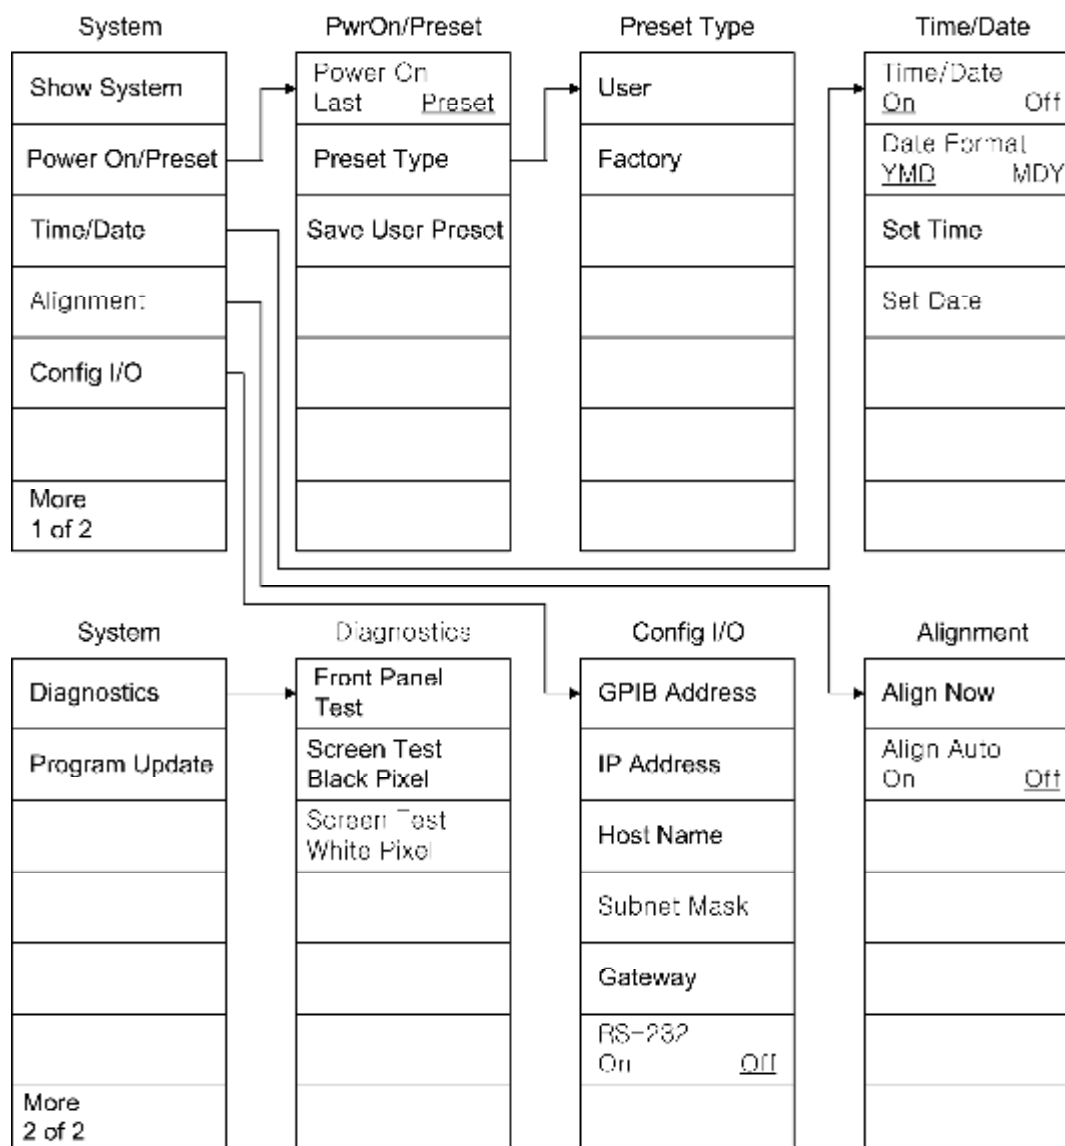 System
Show System
Power On/Preset
Time/Date
Alignment
Config I/O
More
1 of 2
PwrOn/Preset
Power On
Last Preset
Preset Type
Save User Preset
Preset Type
User
Factory
Time/Date
Time/Date
On Off
Date Format
YMD MDY
Set Time
Set Date
System
Diagnostics
Program Update
More
2 of 2
Diagnostics
Front Panel
Test
Screen Test
Black Pixel
Screen Test
White Pixel
Config I/O
GPIB Address
IP Address
Host Name
Subnet Mask
Gateway
RS-232
On Off
Alignment
Align Now
Align Auto
On Off